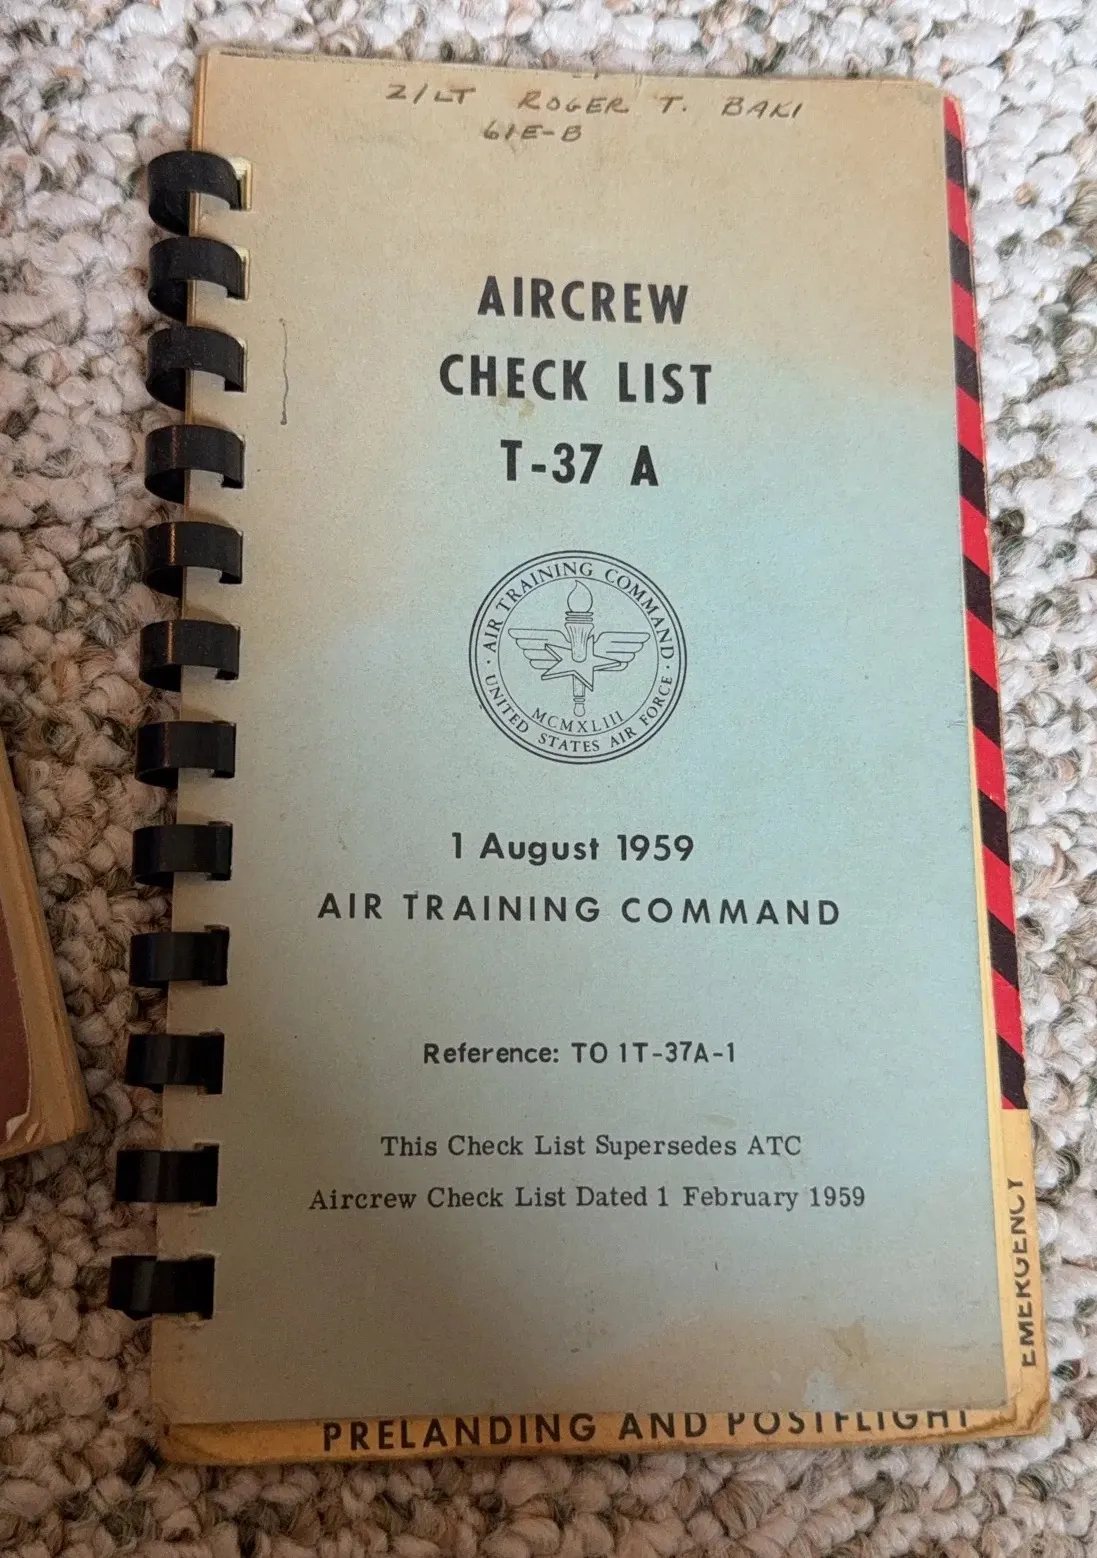 2/LT ROGER T. BAKI
61E-B
AIRCREW
CHECK LIST
T-37 A
· AIR TRAINING COMMAND ·
UNITED STATES AIR FORCE
MCMXLIII
1 August 1959
AIR TRAINING COMMAND
Reference: TO 1T-37A-1
This Check List Supersedes ATC
Aircrew Check List Dated 1 February 1959
EMERGENCY
PRELANDING AND POSTFLIGHT